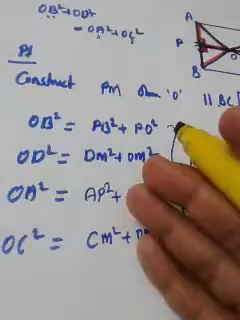 OB²+OD²
= OA²+OC²
A
P
B
O
Pf
Construct PM thru 'O' || BC
OB² = PB² + PO²
OD² = DM² + OM²
OA² = AP² +
OC² = CM² +